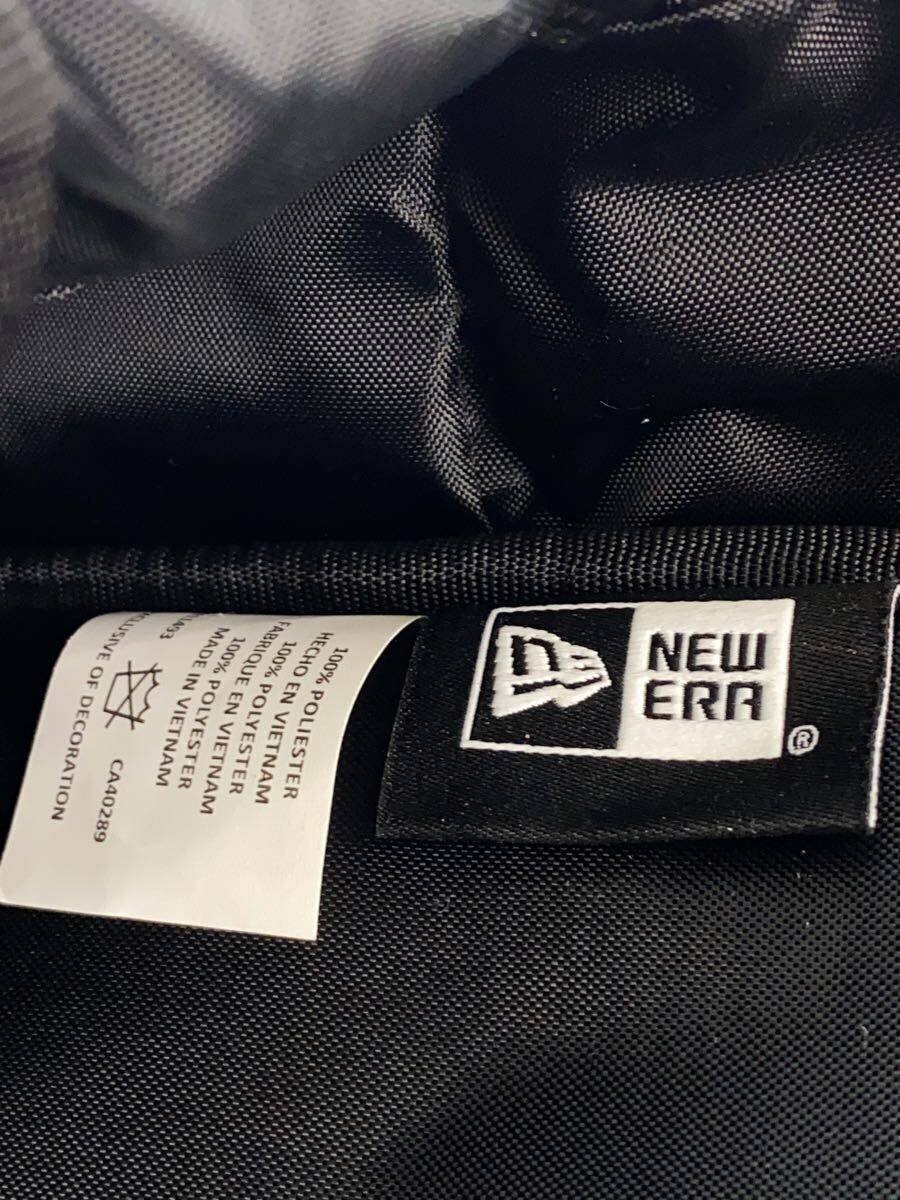 100% POLIESTER
HECHO EN VIETNAM
100% POLYESTER
FABRIQUE EN VIETNAM
100% POLYESTER
MADE IN VIETNAM
CA40289
OF DECORATION
NEW
ERA
®